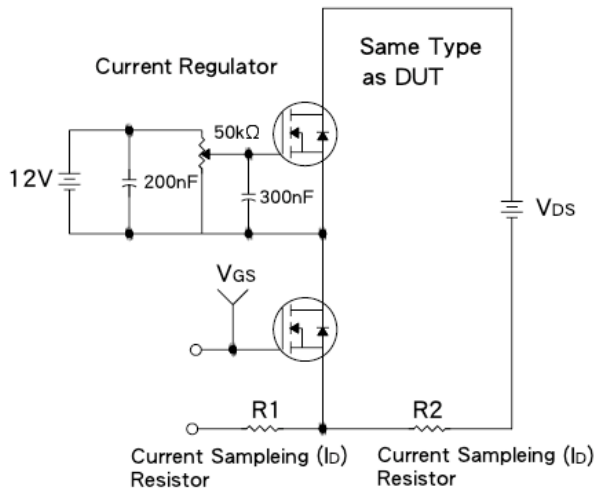 Same Type
as DUT
Current Regulator
50kΩ
12V
200nF
300nF
VDS
VGS
R1
R2
Current Sampleing (ID)
Resistor
Current Sampleing (ID)
Resistor